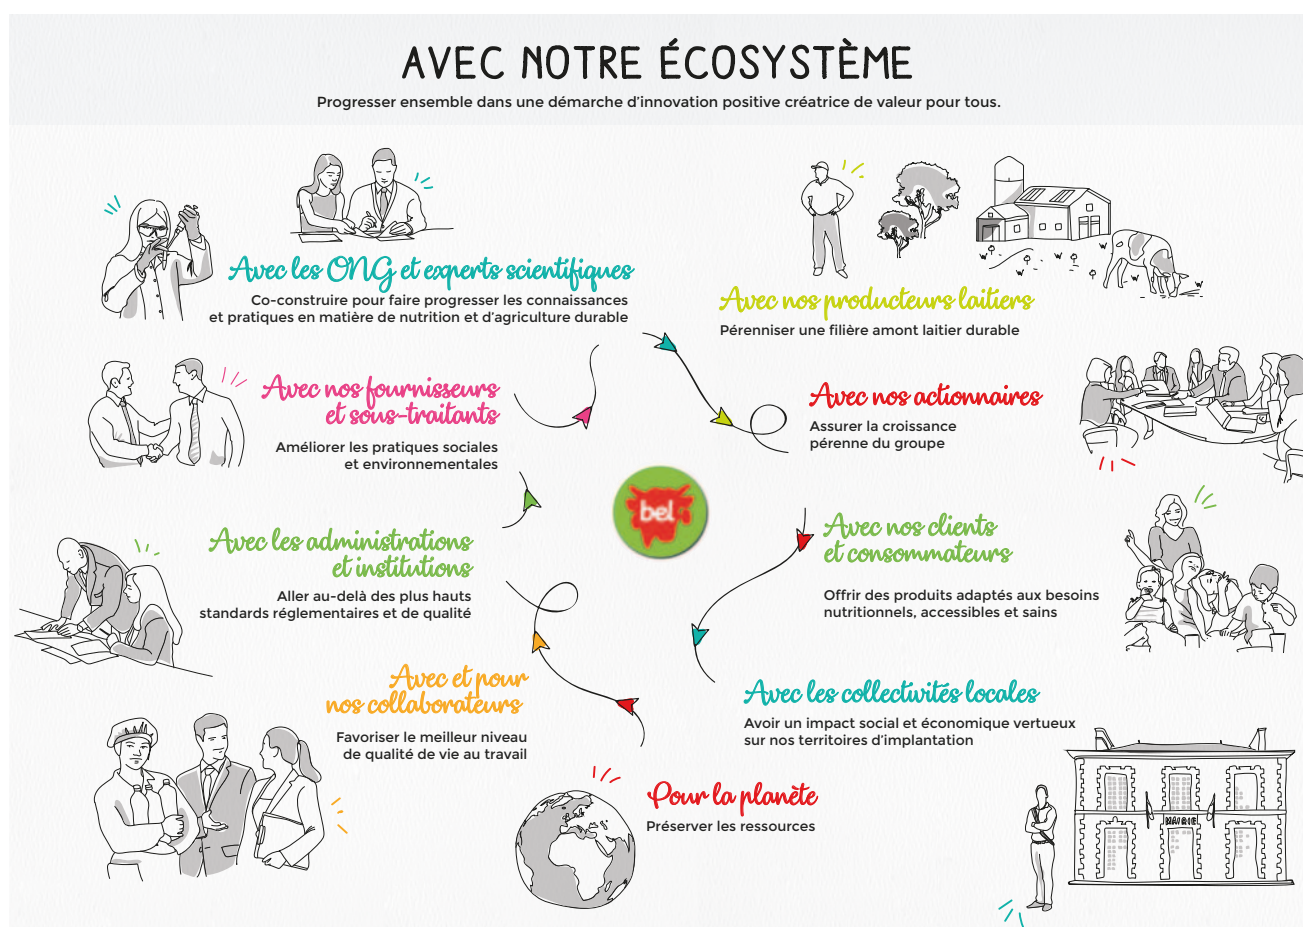 AVEC NOTRE ÉCOSYSTÈME
Progresser ensemble dans une démarche d’innovation positive créatrice de valeur pour tous.
Avec les ONG et experts scientifiques
Co-construire pour faire progresser les connaissances
et pratiques en matière de nutrition et d’agriculture durable
Avec nos producteurs laitiers
Pérenniser une filière amont laitier durable
Avec nos fournisseurs
et sous-traitants
Améliorer les pratiques sociales
et environnementales
Avec nos actionnaires
Assurer la croissance
pérenne du groupe
bel
Avec les administrations
et institutions
Aller au-delà des plus hauts
standards réglementaires et de qualité
Avec nos clients
et consommateurs
Offrir des produits adaptés aux besoins
nutritionnels, accessibles et sains
Avec et pour
nos collaborateurs
Favoriser le meilleur niveau
de qualité de vie au travail
Avec les collectivités locales
Avoir un impact social et économique vertueux
sur nos territoires d’implantation
Pour la planète
Préserver les ressources
MAIRIE